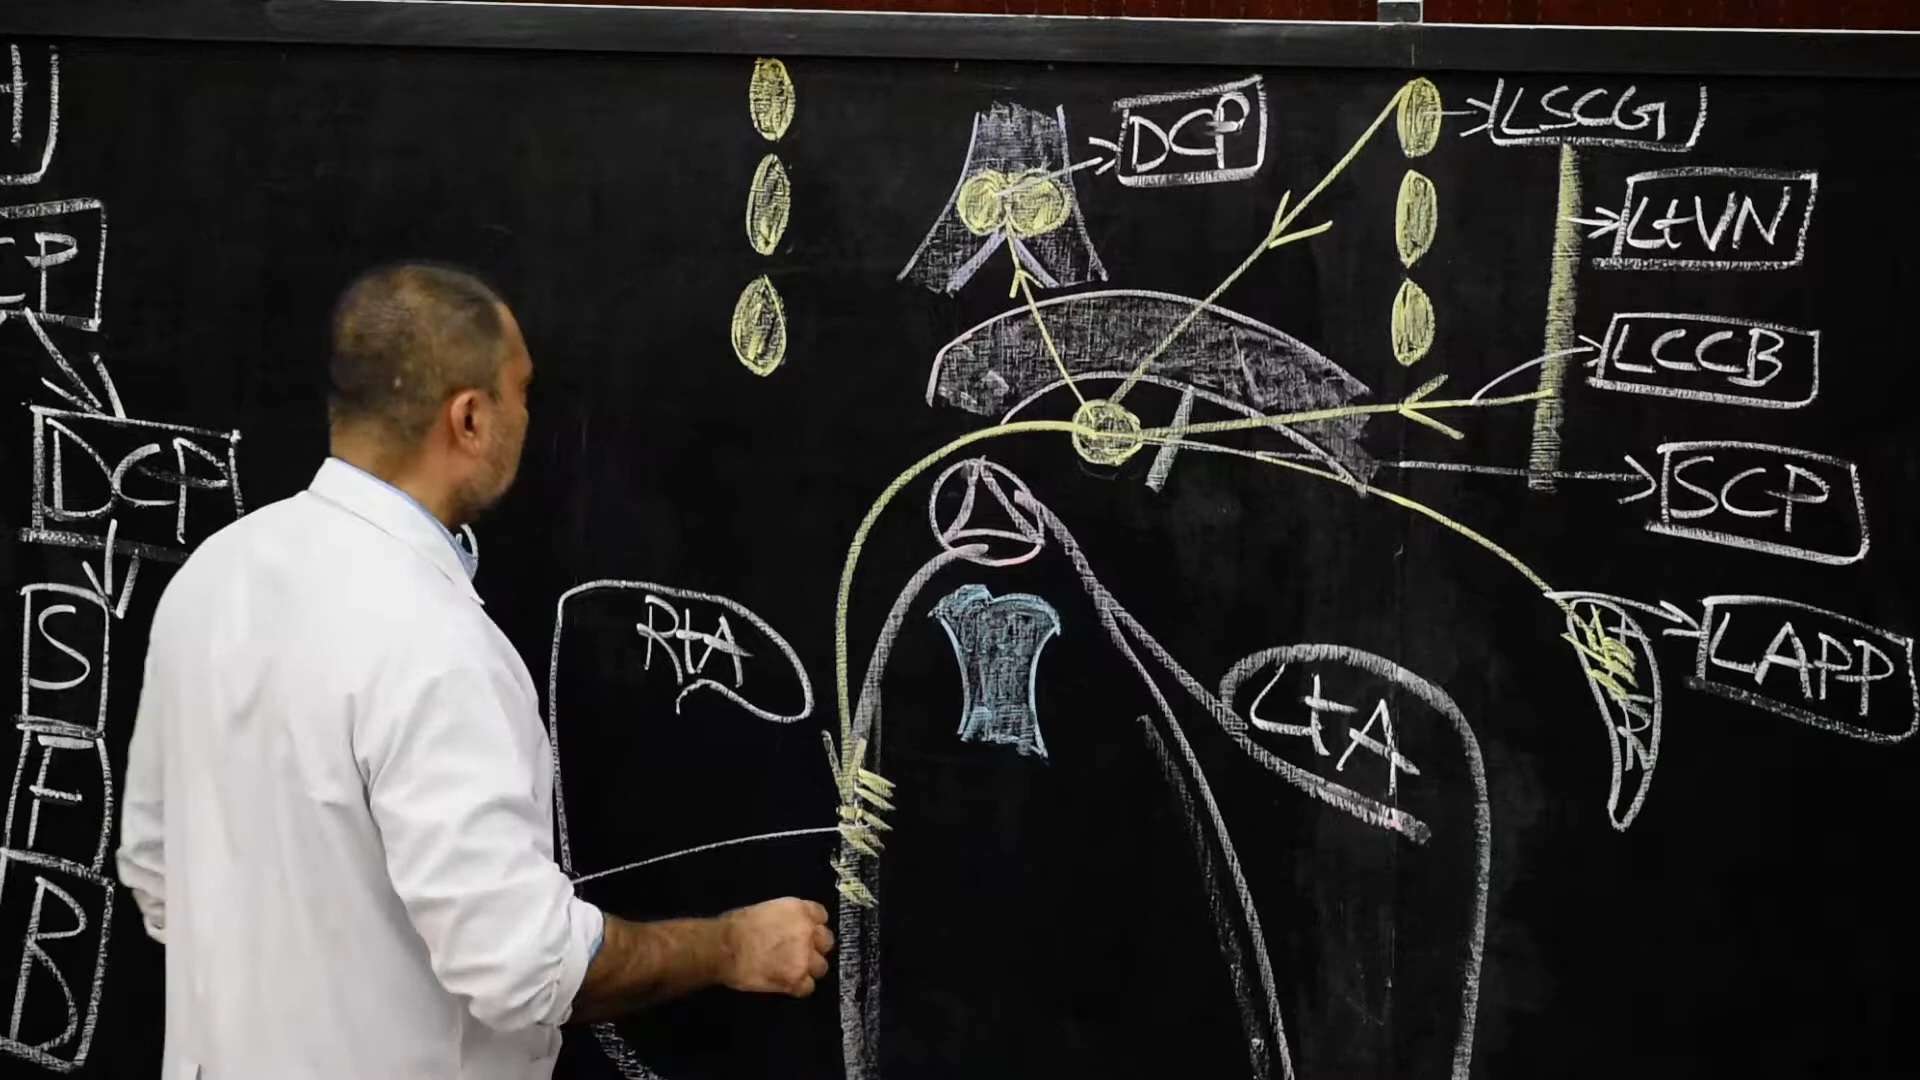 CP
DCP
S
I
B
DCP
LSCG
LtVN
LCCB
SCP
LAPP
RtA
LtA